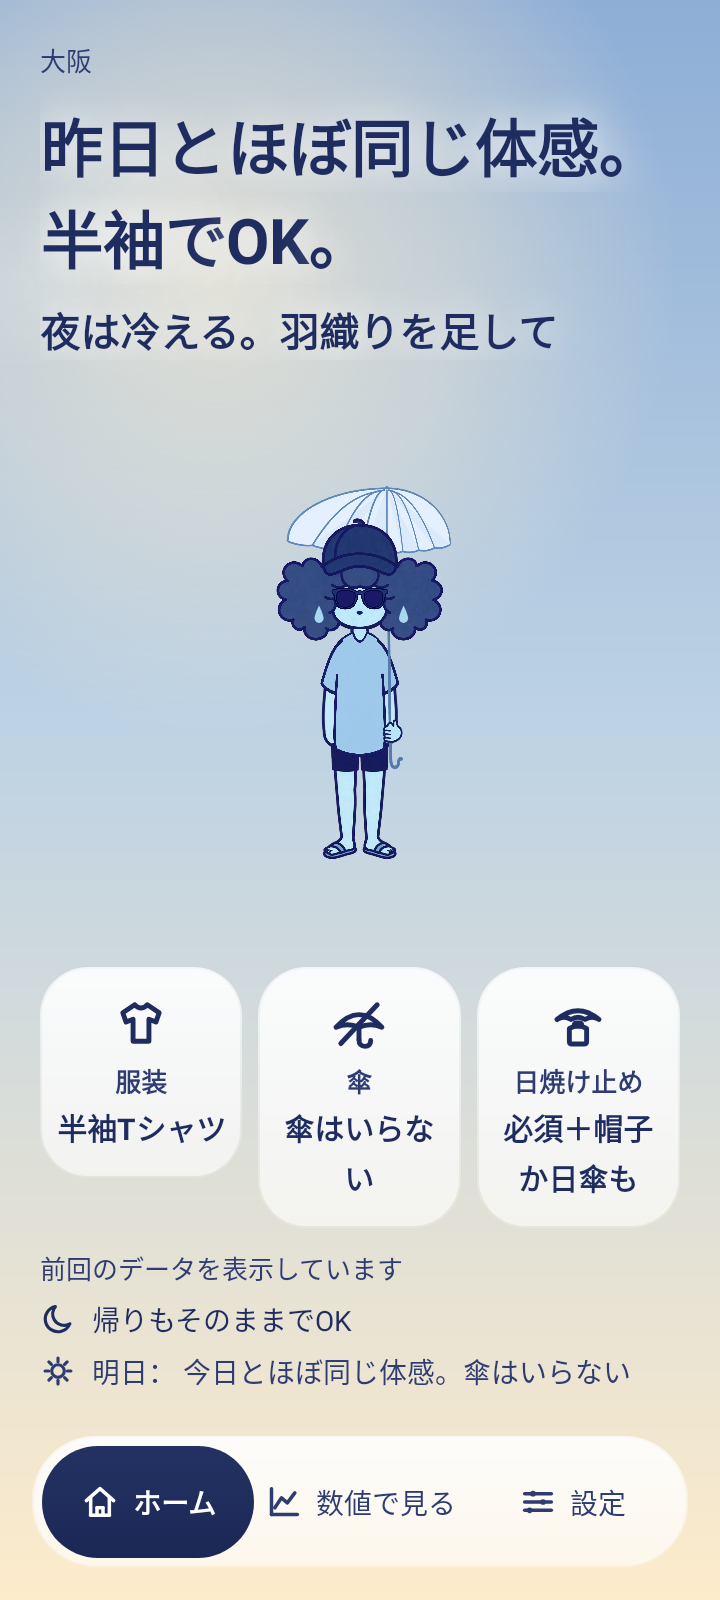 大阪
昨日とほぼ同じ体感。
半袖でOK。
夜は冷える。羽織りを足して
服装
半袖Tシャツ
傘
傘はいらな
い
日焼け止め
必須＋帽子
か日傘も
前回のデータを表示しています
帰りもそのままでOK
明日： 今日とほぼ同じ体感。傘はいらない
ホーム
数値で見る
設定